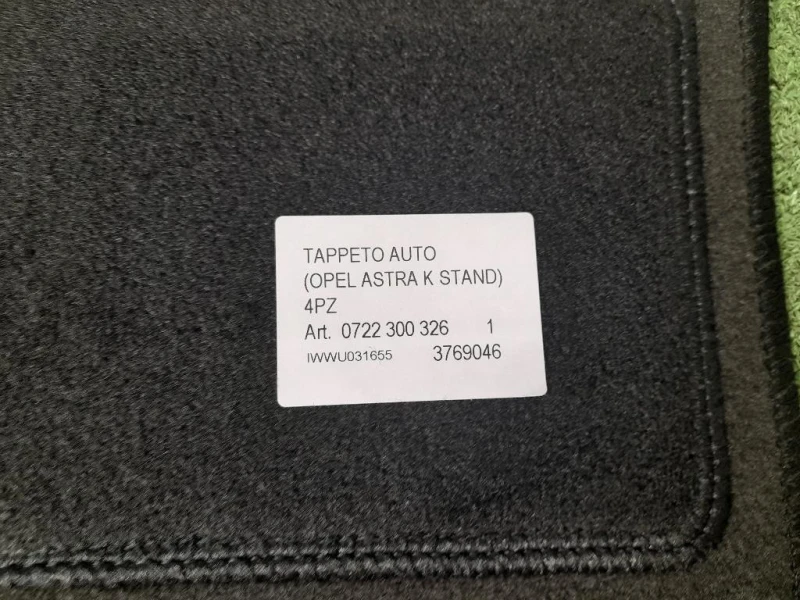 TAPPETO AUTO
(OPEL ASTRA K STAND)
4PZ
Art. 0722 300 326 1
IWWU031655 3769046